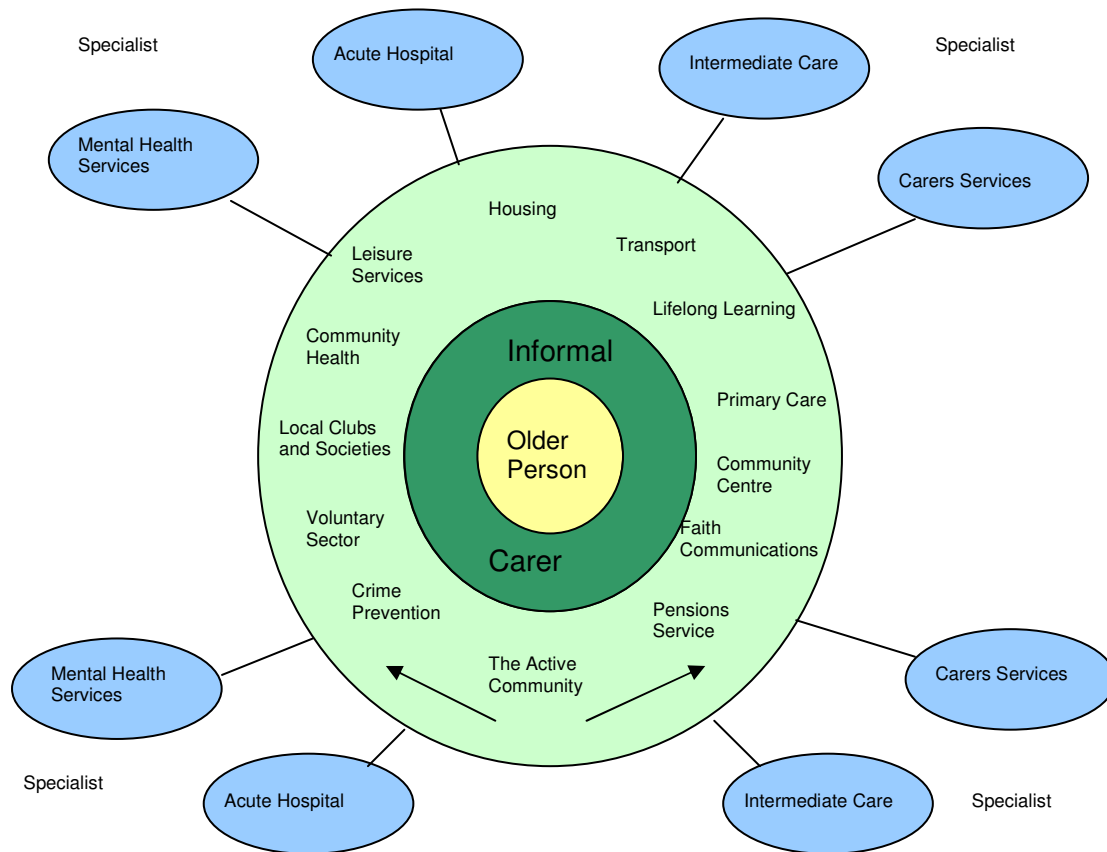 Specialist
Acute Hospital
Intermediate Care
Specialist
Mental Health
Services
Carers Services
Housing
Transport
Leisure
Services
Lifelong Learning
Community
Health
Informal
Primary Care
Local Clubs
and Societies
Older
Person
Community
Centre
Voluntary
Sector
Faith
Communications
Carer
Crime
Prevention
Pensions
Service
The Active
Community
Mental Health
Services
Carers Services
Specialist
Acute Hospital
Intermediate Care
Specialist